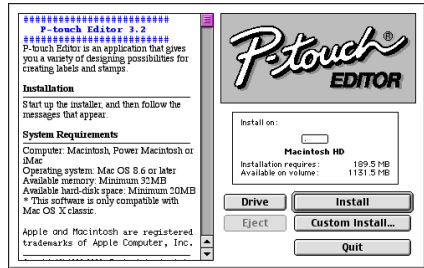 ########################
P-touch Editor 3.2
########################
P-touch Editor is an application that gives
you a variety of designing possibilities for
creating labels and stamps.
Installation
Start up the installer, and then follow the
messages that appear.
System Requirements
Computer: Macintosh, Power Macintosh or
iMac
Operating system: Mac OS 8.6 or later
Available memory: Minimum 32MB
Available hard-disk space: Minimum 20MB
* This software is only compatible with
Mac OS X classic.
Apple and Macintosh are registered
trademarks of Apple Computer, Inc.
P-touch®
EDITOR
Install on:
Macintosh HD
Installation requires: 189.5 MB
Available on volume: 1131.5 MB
Drive
Install
Eject
Custom Install...
Quit